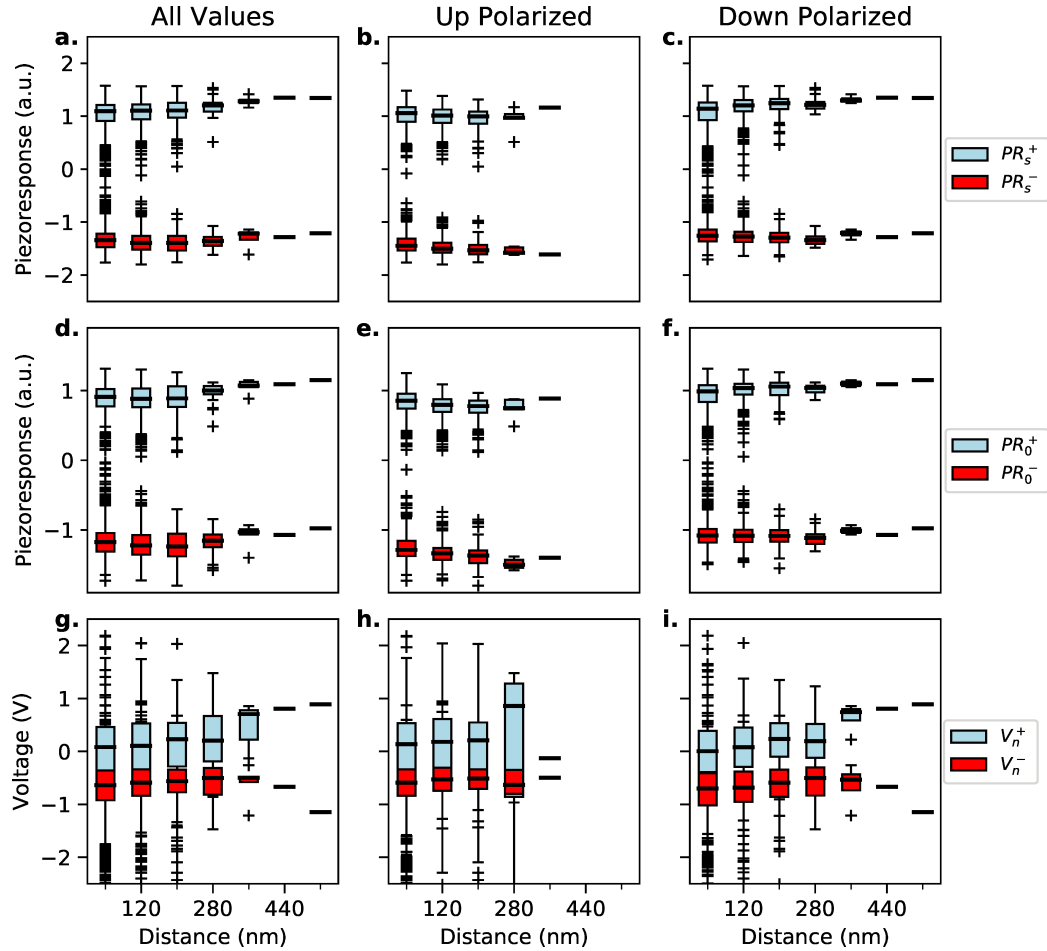 All Values Up Polarized Down Polarized
a. b. c.
Piezoresponse (a.u.)
2
1
0
−1
−2
PR_s^+
PR_s^-
d. e. f.
Piezoresponse (a.u.)
1
0
−1
PR_0^+
PR_0^-
g. h. i.
Voltage (V)
2
1
0
−1
−2
V_n^+
V_n^-
120 280 440 120 280 440 120 280 440
Distance (nm) Distance (nm) Distance (nm)